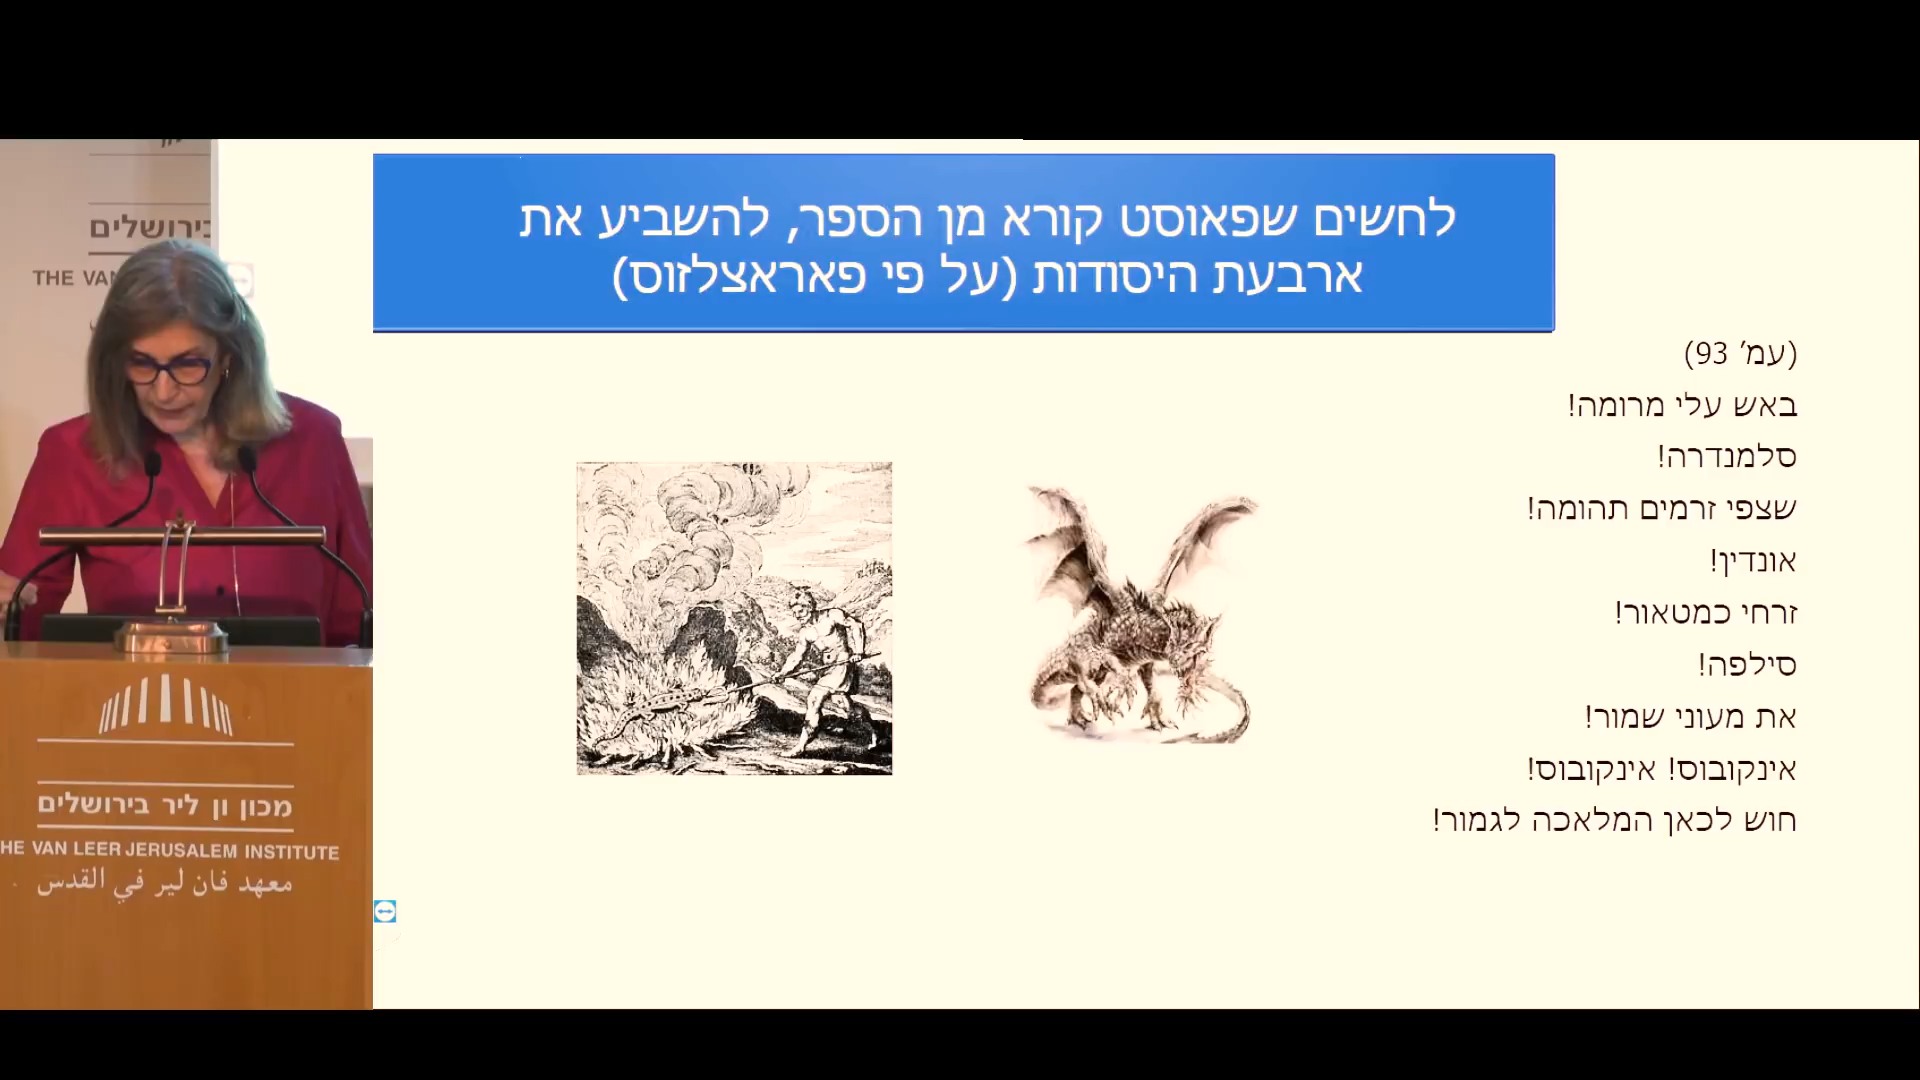 לחשים שפאוסט קורא מן הספר, להשביע את
ארבעת היסודות (על פי פאראצלזוס)
(עמ' 93)
באש עלי מרומה!
סלמנדרה!
שצפי זרמים תהומה!
אונדין!
זרחי כמטאור!
סילפה!
את מעוני שמור!
אינקובוס! אינקובוס!
חוש לכאן המלאכה לגמור!
בירושלים
THE VAN
מכון ון ליר בירושלים
HE VAN LEER JERUSALEM INSTITUTE
معهد فان لير في القدس